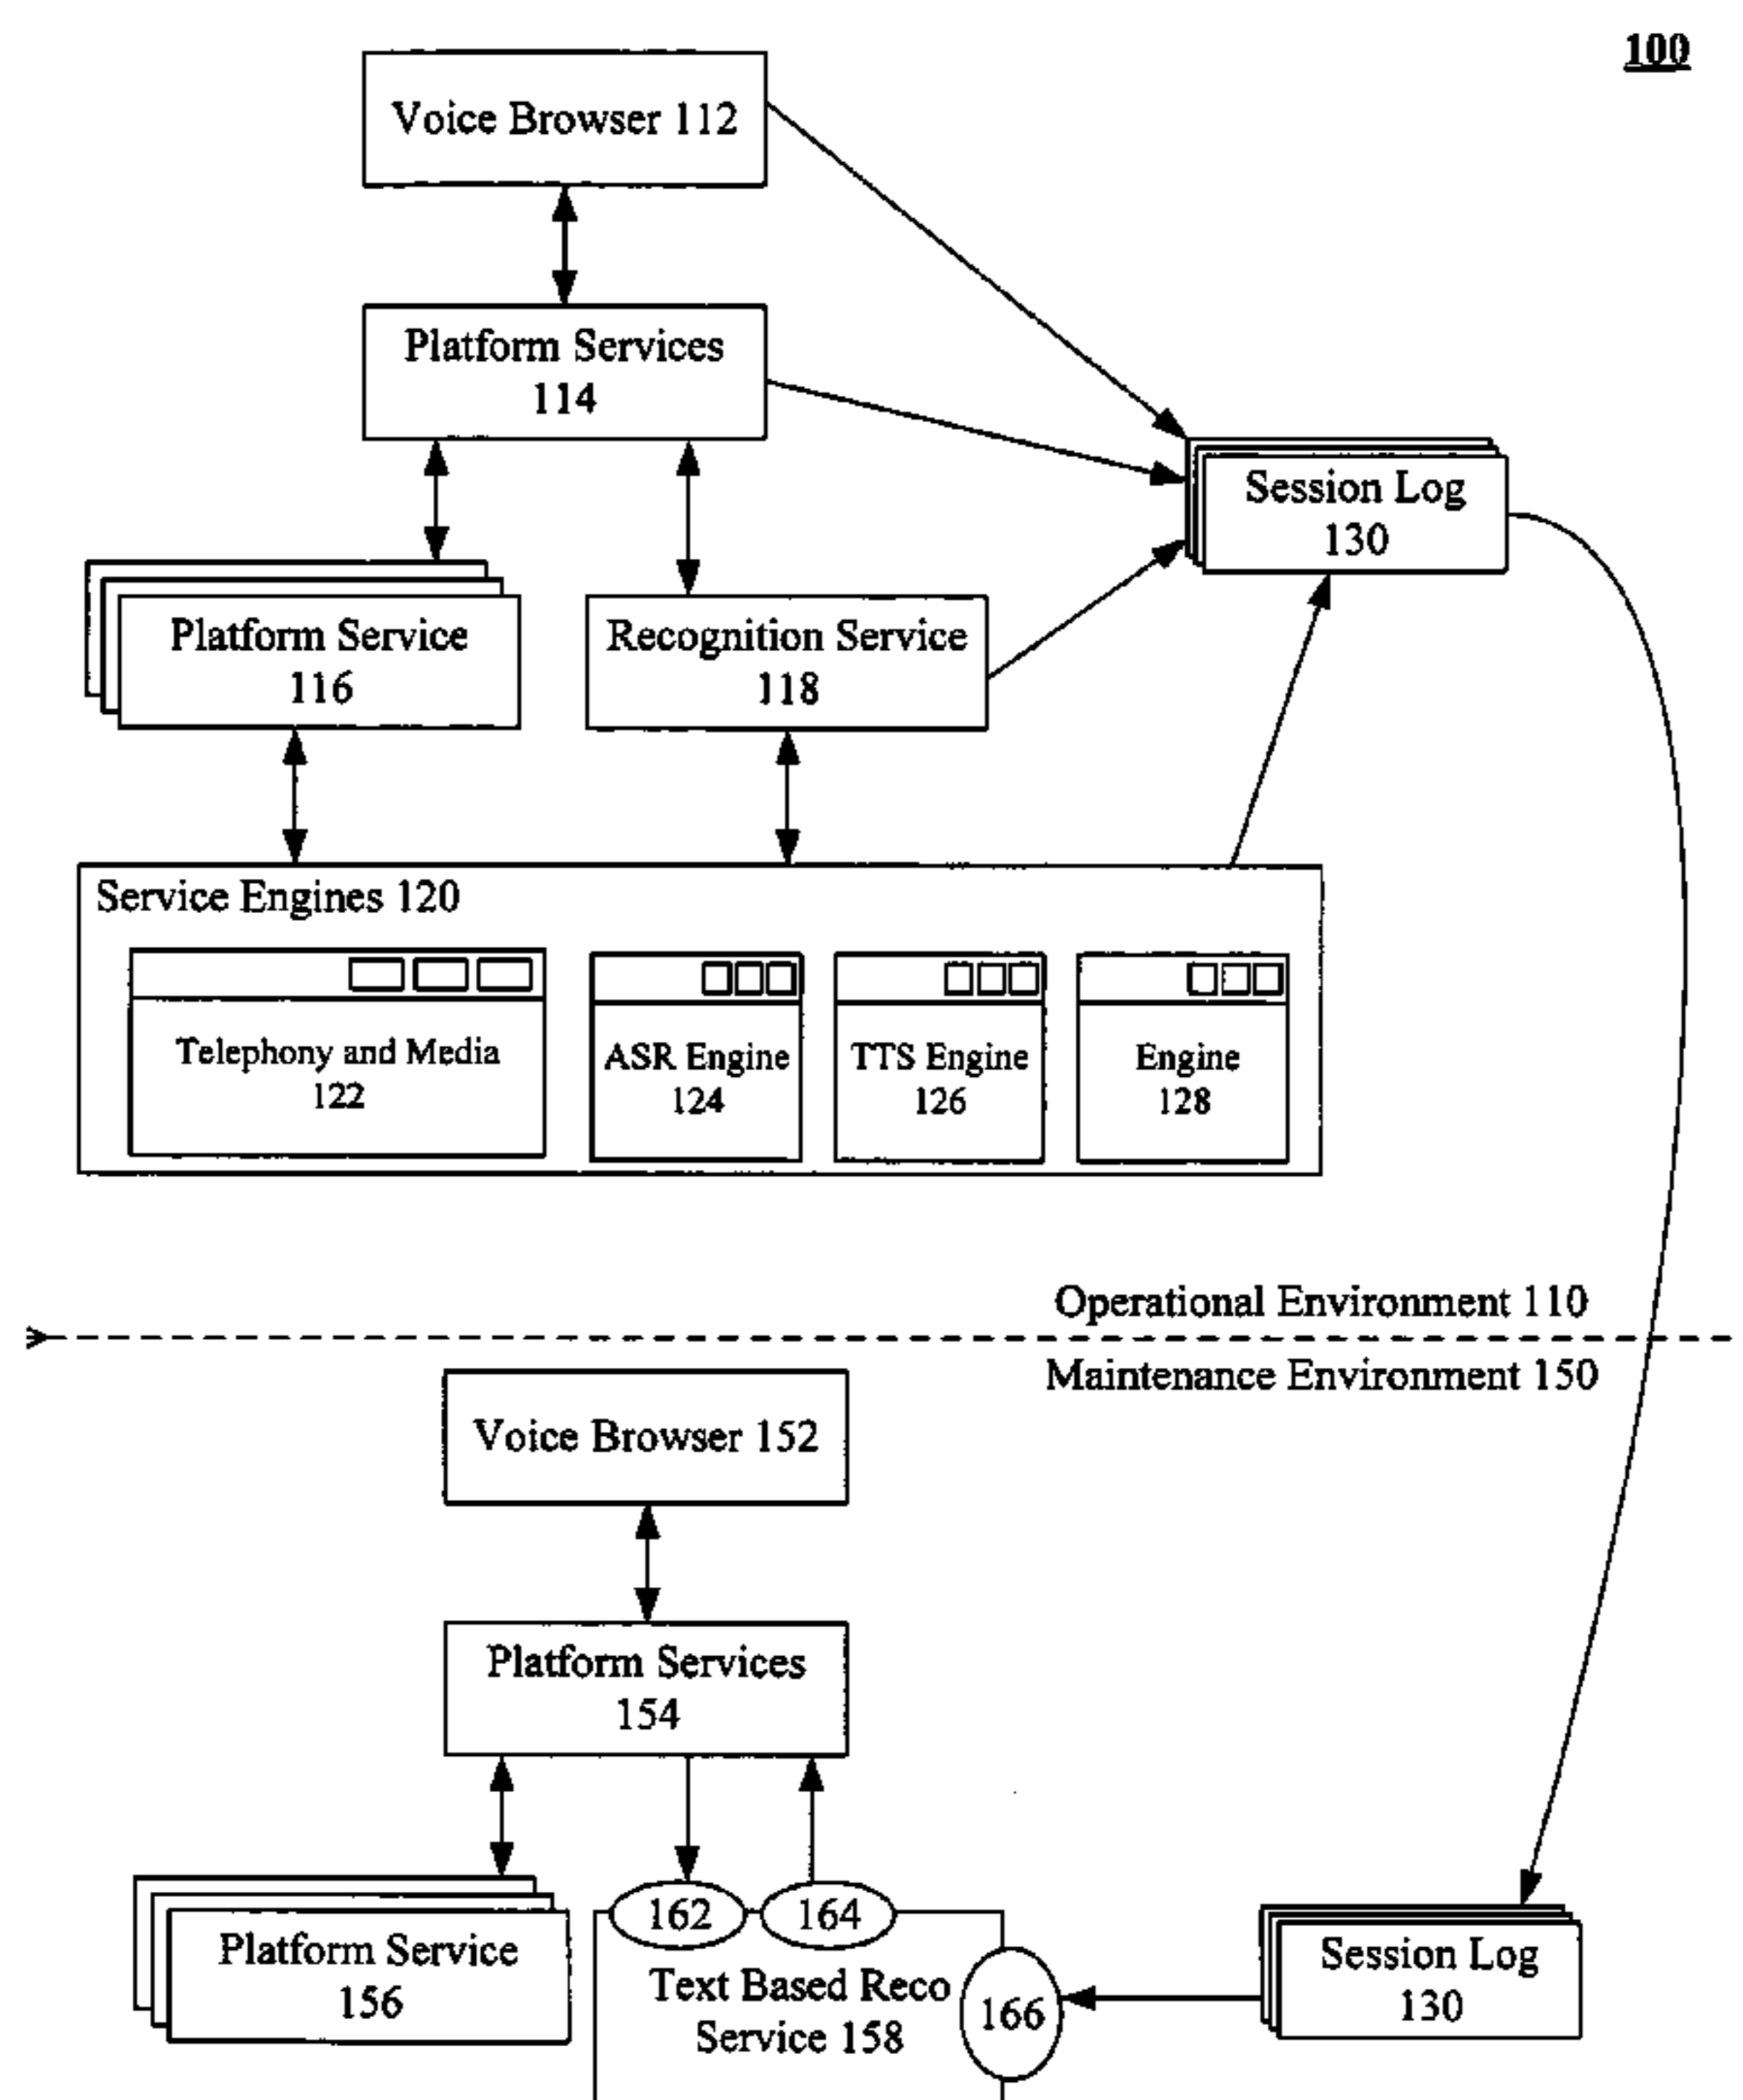 100
Voice Browser 112
Platform Services
114
Session Log
130
Platform Service
116
Recognition Service
118
Service Engines 120
Telephony and Media
122
ASR Engine
124
TTS Engine
126
Engine
128
Operational Environment 110
Maintenance Environment 150
Voice Browser 152
Platform Services
154
162
164
Platform Service
156
Text Based Reco
Service 158
166
Session Log
130